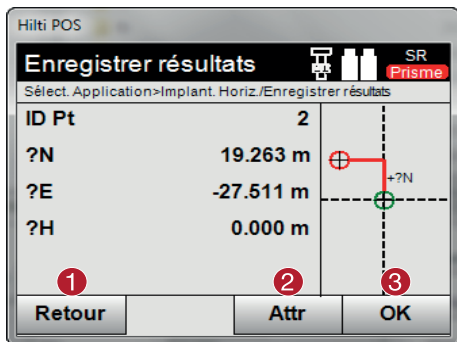 Hilti POS
Enregistrer résultats
SR
Prisme
Sélect. Application>Implant. Horiz./Enregistrer résultats
ID Pt 2
?N 19.263 m
+?N
?E -27.511 m
?H 0.000 m
1 2 3
Retour Attr OK